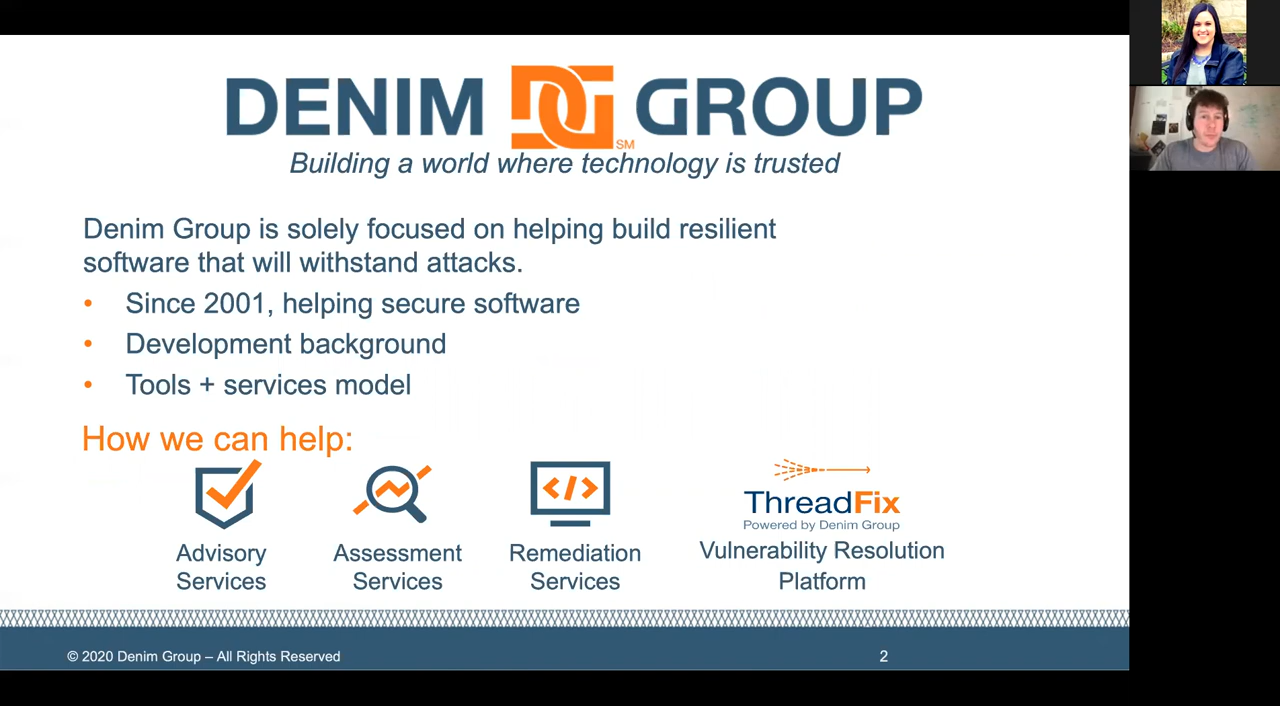 DENIM DG GROUP
SM
Building a world where technology is trusted
Denim Group is solely focused on helping build resilient
software that will withstand attacks.
• Since 2001, helping secure software
• Development background
• Tools + services model
How we can help:
Advisory
Services
Assessment
Services
</>
Remediation
Services
ThreadFix
Powered by Denim Group
Vulnerability Resolution
Platform
© 2020 Denim Group – All Rights Reserved
2